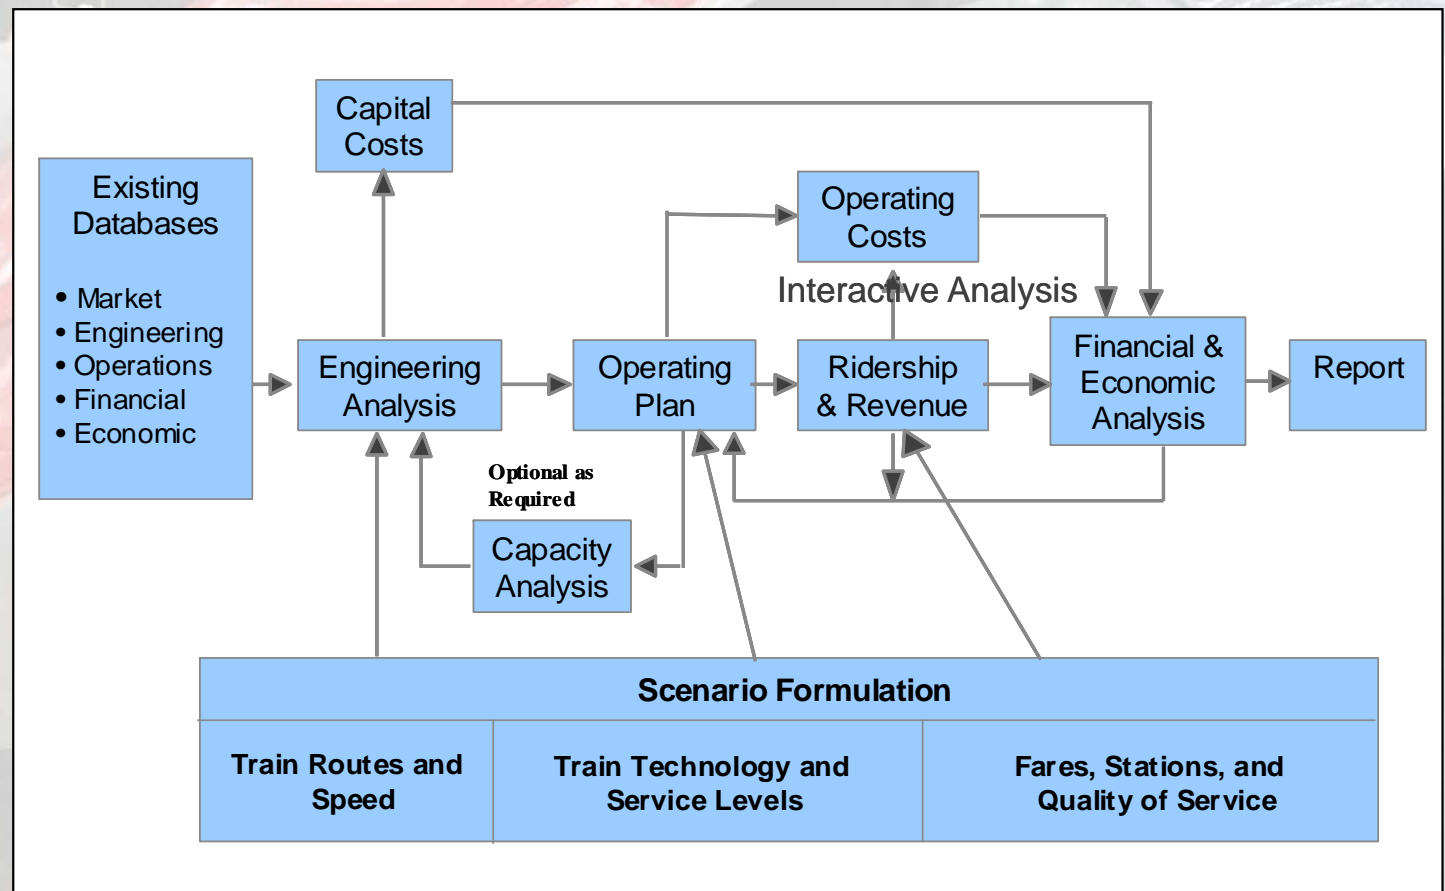 Capital
Costs
Existing
Databases
• Market
• Engineering
• Operations
• Financial
• Economic
Operating
Costs
Interactive Analysis
Engineering
Analysis
Operating
Plan
Ridership
& Revenue
Financial &
Economic
Analysis
Report
Optional as
Required
Capacity
Analysis
Scenario Formulation
Train Routes and
Speed
Train Technology and
Service Levels
Fares, Stations, and
Quality of Service